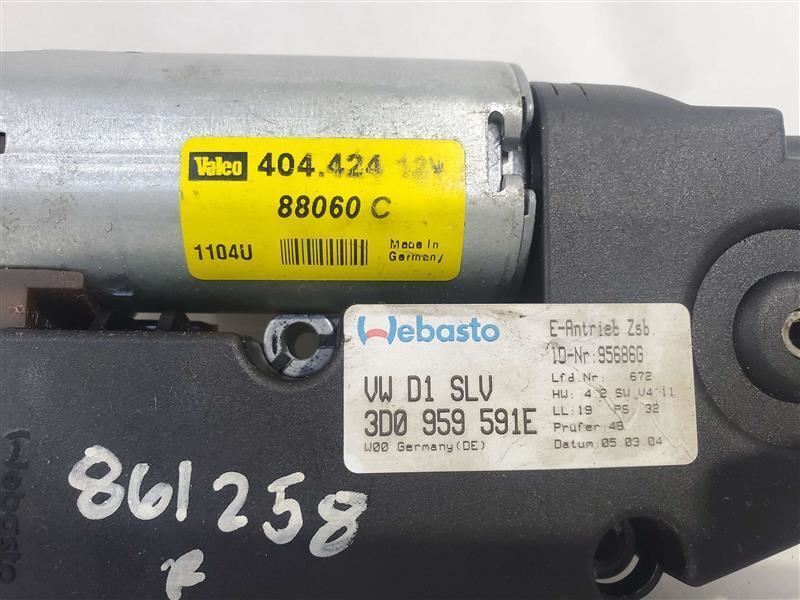 Valeo 404.424 12V
88060 C
1104U
Made In
Germany
Webasto
VW D1 SLV
3D0 959 591E
W00 Germany(DE)
E-Antrieb Zsb.
ID-Nr:95686G
Lfd.Nr: 672
HW: 4.2 SW:V4.11
LL:19 PS: 32
Prüfer:48
Datum:05.03.04
Webasto
861258